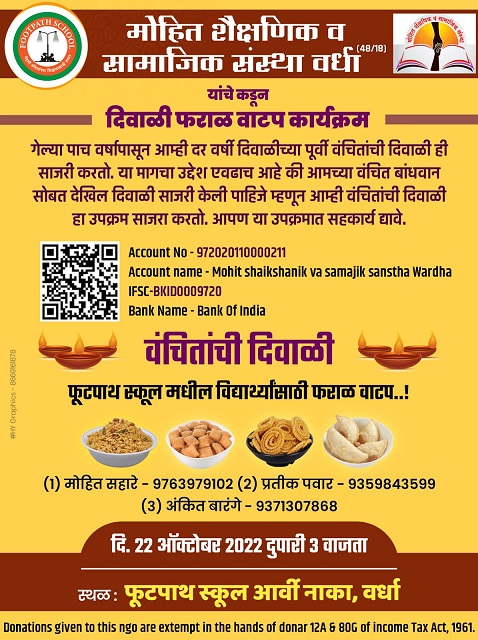 FOOTPATH SCHOOL
मोहित शैक्षणिक व
सामाजिक संस्था वर्धा (48/18)
मोहित शैक्षणिक व सामाजिक संस्था
यांचे कडून
दिवाळी फराळ वाटप कार्यक्रम
गेल्या पाच वर्षापासून आम्ही दर वर्षी दिवाळीच्या पूर्वी वंचितांची दिवाळी ही
साजरी करतो. या मागचा उद्देश एवढाच आहे की आमच्या वंचित बांधवान
सोबत देखिल दिवाळी साजरी केली पाहिजे म्हणून आम्ही वंचितांची दिवाळी
हा उपक्रम साजरा करतो. आपण या उपक्रमात सहकार्य द्यावे.
Account No - 972020110000211
Account name - Mohit shaikshanik va samajik sanstha Wardha
IFSC-BKID0009720
Bank Name - Bank Of India
वंचितांची दिवाळी
फूटपाथ स्कूल मधील विद्यार्थ्यांसाठी फराळ वाटप..!
(1) मोहित सहारे - 9763979102 (2) प्रतीक पवार - 9359843599
(3) अंकित बारंगे - 9371307868
दि. 22 ऑक्टोबर 2022 दुपारी 3 वाजता
स्थळ : फूटपाथ स्कूल आर्वी नाका, वर्धा
Donations given to this ngo are extempt in the hands of donar 12A & 80G of income Tax Act, 1961.